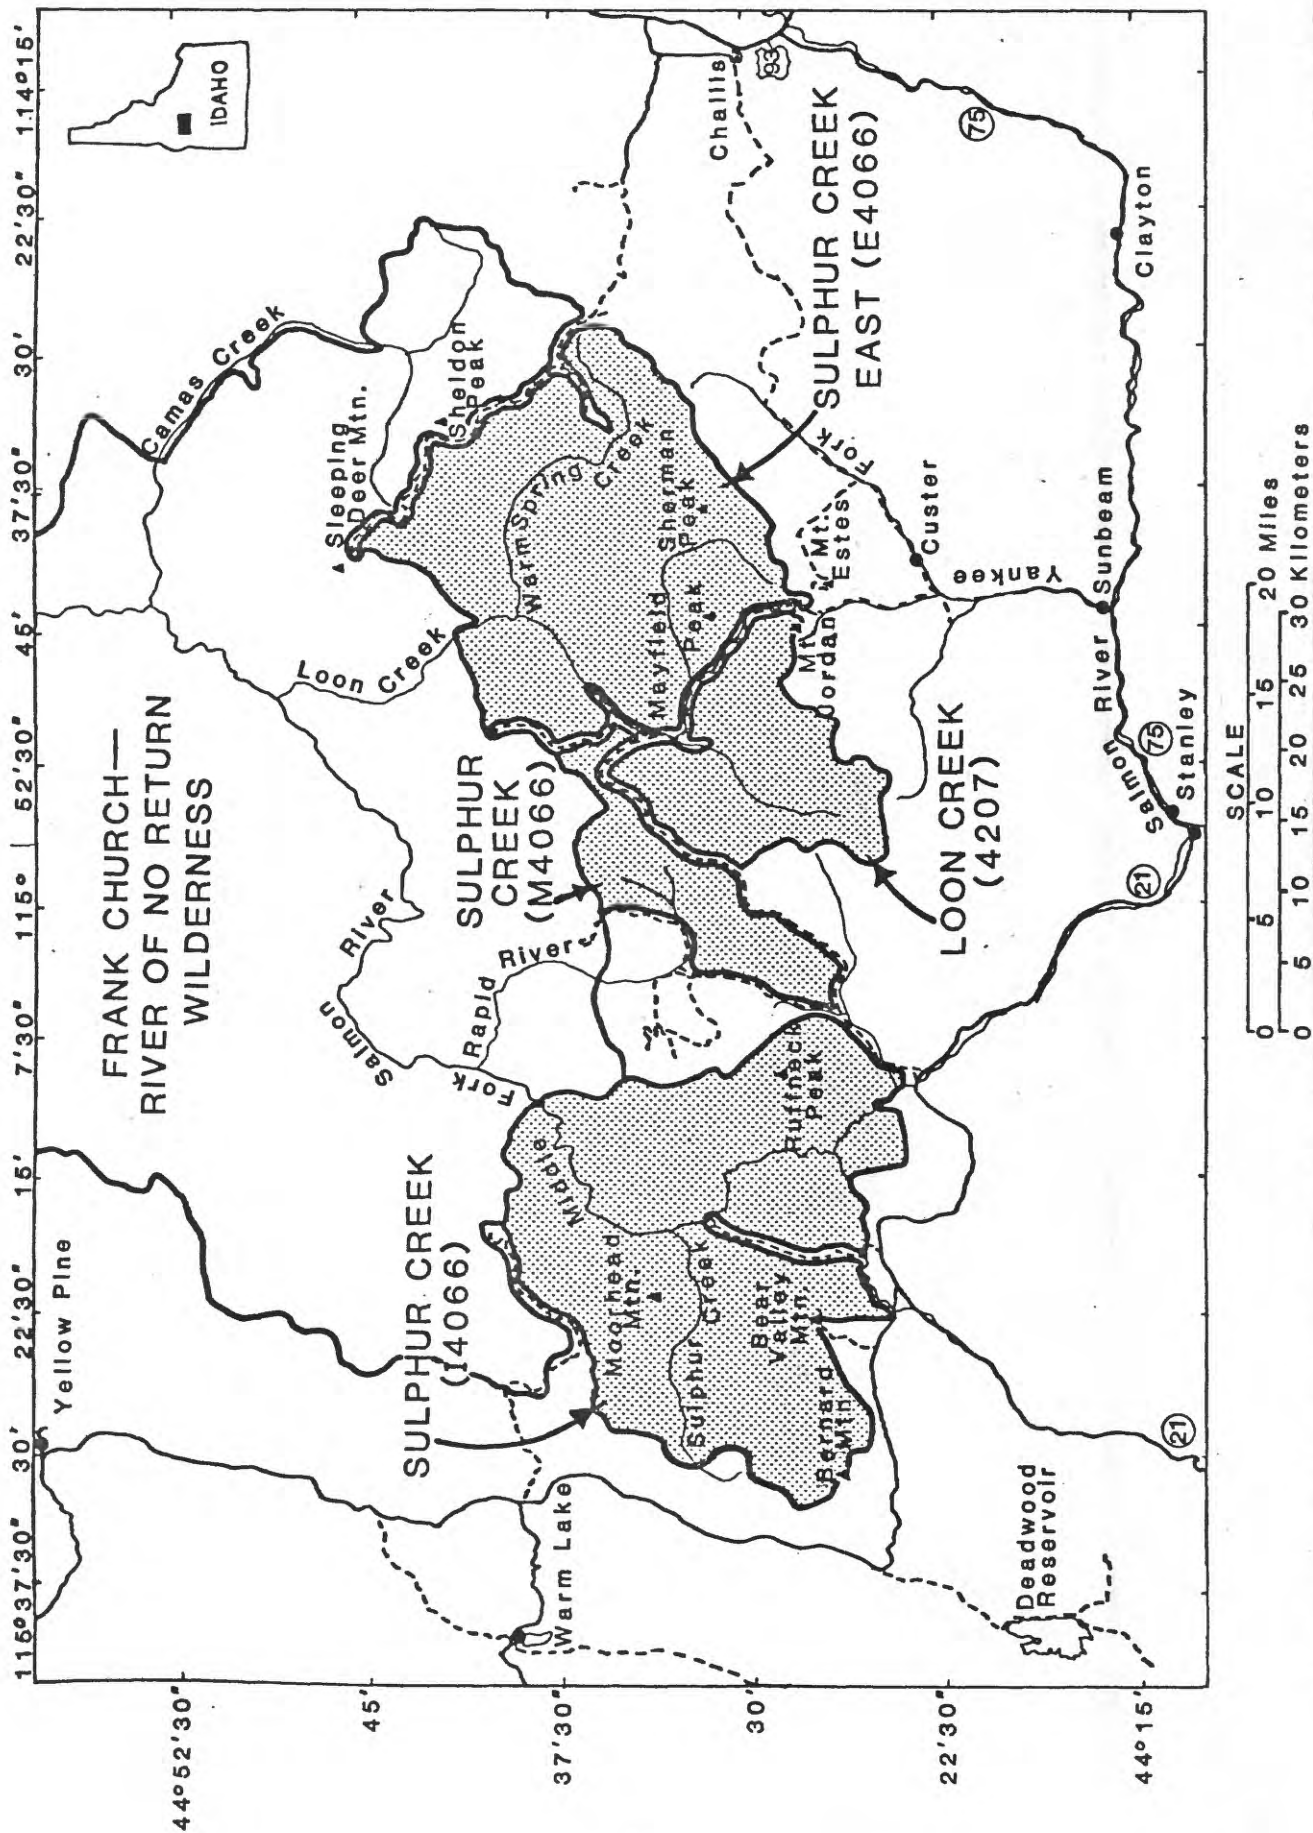 115°37'30"
30'
22'30"
15'
7'30"
115°
52'30"
45'
37'30"
30'
22'30"
114°15'
44°52'30"
45'
37'30"
30'
22'30"
44°15'
IDAHO
FRANK CHURCH—
RIVER OF NO RETURN
WILDERNESS
Yellow Pine
Camas Creek
Sleeping
Deer Mtn.
Sheldon
Peak
Loon Creek
Salmon River
Middle Fork
Rapid River
SULPHUR CREEK
(I4066)
SULPHUR
CREEK
(M4066)
Warm Spring
Creek
Warm Lake
Moorhead
Mtn.
Sulphur Creek
Mayfield
Peak
Sherman
Peak
Challis
93
Bear
Valley
Mtn.
Bernard
Mtn.
Ruffneck
Peak
Mt.
Jordan
Mt.
Estes
SULPHUR CREEK
EAST (E4066)
LOON CREEK
(4207)
Yankee Fork
Custer
75
Deadwood
Reservoir
21
21
Salmon River
75
Stanley
Sunbeam
Clayton
SCALE
0 5 10 15 20 Miles
0 5 10 15 20 25 30 Kilometers